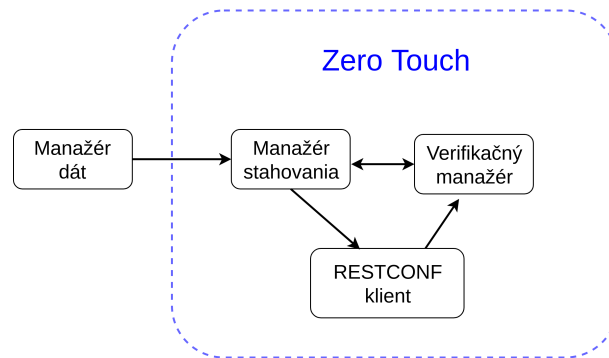 Zero Touch
Manažér
dát
Manažér
stahovania
Verifikačný
manažér
RESTCONF
klient